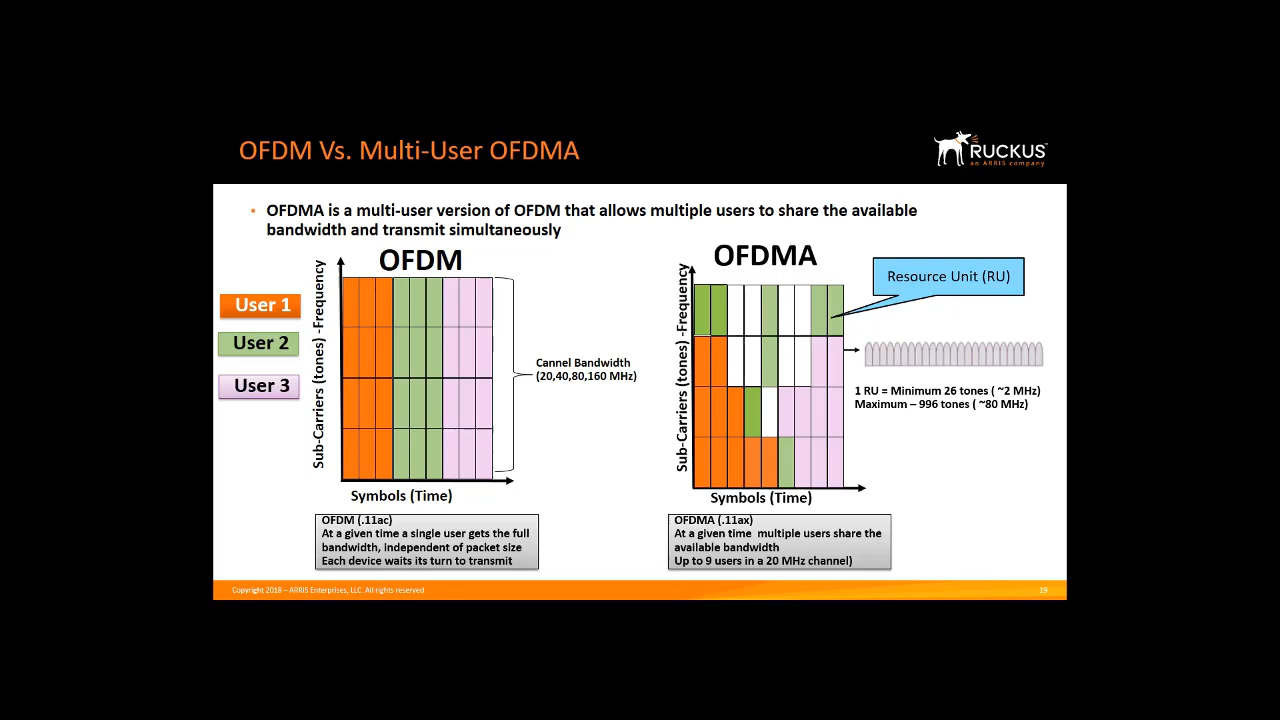 OFDM Vs. Multi-User OFDMA
RUCKUS™
an ARRIS company
• OFDMA is a multi-user version of OFDM that allows multiple users to share the available
bandwidth and transmit simultaneously
OFDM
User 1
User 2
User 3
Sub-Carriers (tones) -Frequency
Symbols (Time)
Cannel Bandwidth
(20,40,80,160 MHz)
OFDM (.11ac)
At a given time a single user gets the full
bandwidth, independent of packet size
Each device waits its turn to transmit
OFDMA
Sub-Carriers (tones) -Frequency
Symbols (Time)
Resource Unit (RU)
1 RU = Minimum 26 tones ( ~2 MHz)
Maximum – 996 tones ( ~80 MHz)
OFDMA (.11ax)
At a given time  multiple users share the
available bandwidth
Up to 9 users in a 20 MHz channel)
Copyright 2018 – ARRIS Enterprises, LLC. All rights reserved
19